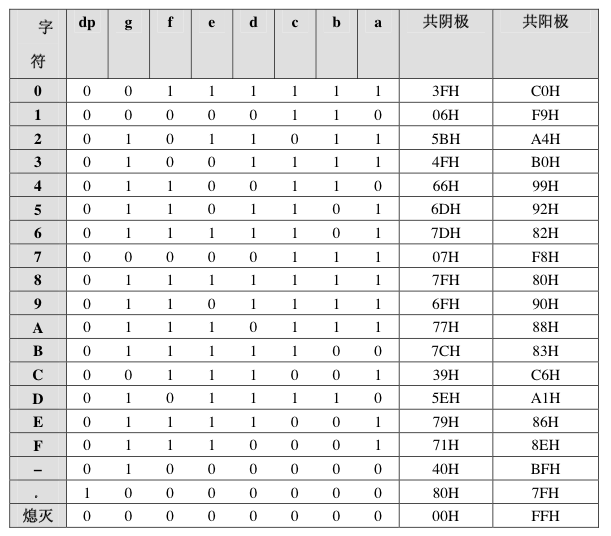 字符 dp g f e d c b a 共阴极 共阳极
0 0 0 1 1 1 1 1 1 3FH C0H
1 0 0 0 0 0 1 1 0 06H F9H
2 0 1 0 1 1 0 1 1 5BH A4H
3 0 1 0 0 1 1 1 1 4FH B0H
4 0 1 1 0 0 1 1 0 66H 99H
5 0 1 1 0 1 1 0 1 6DH 92H
6 0 1 1 1 1 1 0 1 7DH 82H
7 0 0 0 0 0 1 1 1 07H F8H
8 0 1 1 1 1 1 1 1 7FH 80H
9 0 1 1 0 1 1 1 1 6FH 90H
A 0 1 1 1 0 1 1 1 77H 88H
B 0 1 1 1 1 1 0 0 7CH 83H
C 0 0 1 1 1 0 0 1 39H C6H
D 0 1 0 1 1 1 1 0 5EH A1H
E 0 1 1 1 1 0 0 1 79H 86H
F 0 1 1 1 0 0 0 1 71H 8EH
– 0 1 0 0 0 0 0 0 40H BFH
. 1 0 0 0 0 0 0 0 80H 7FH
熄灭 0 0 0 0 0 0 0 0 00H FFH